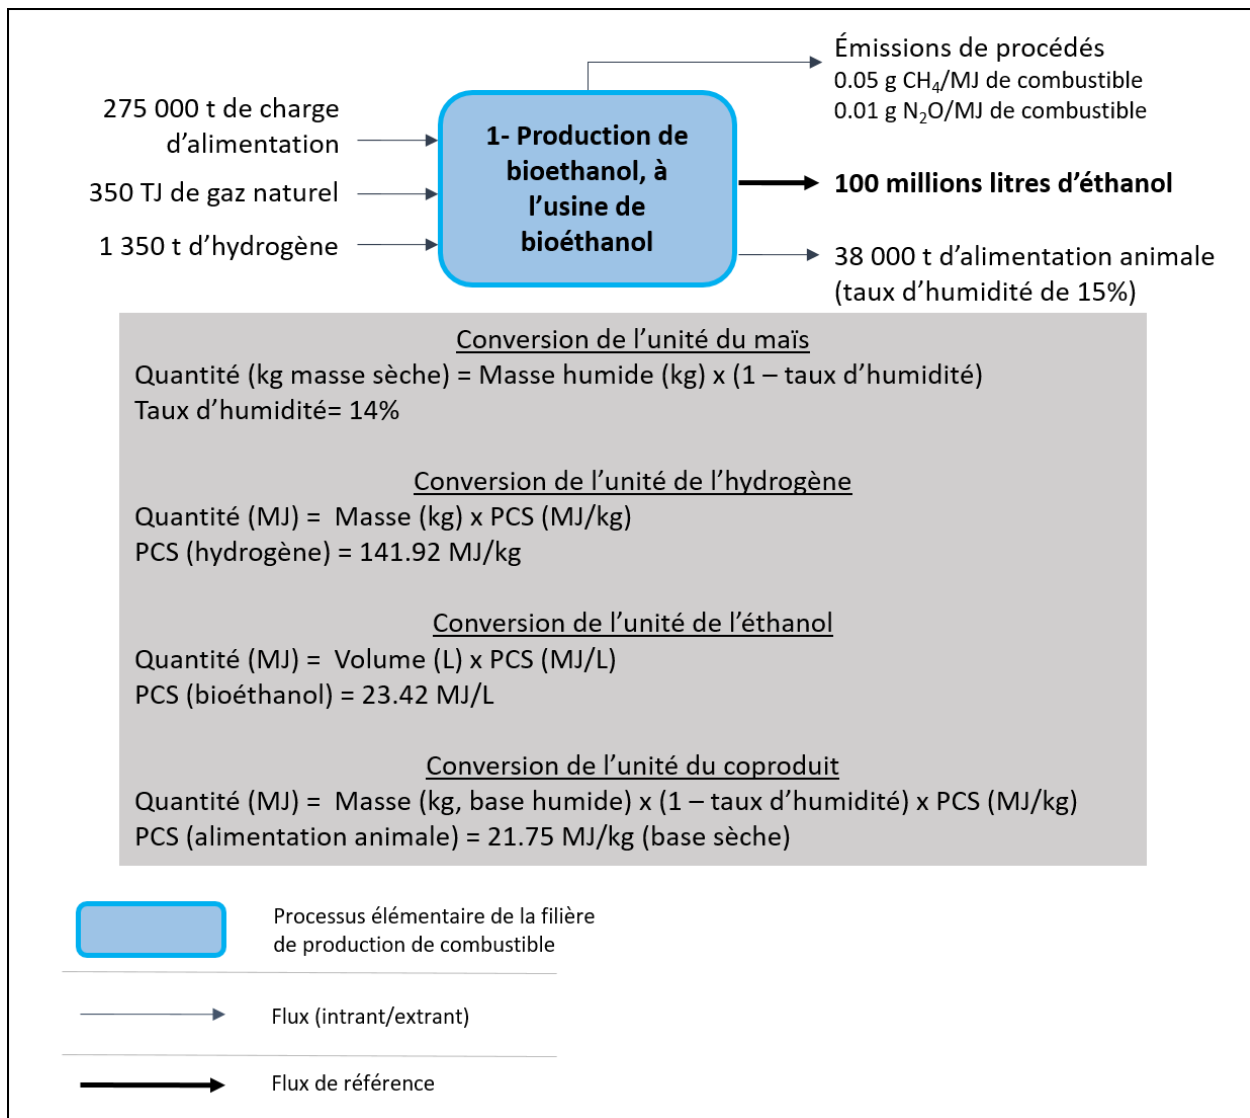 Émissions de procédés
0.05 g CH₄/MJ de combustible
0.01 g N₂O/MJ de combustible
275 000 t de charge
d’alimentation
350 TJ de gaz naturel
1 350 t d’hydrogène
1- Production de
bioethanol, à
l’usine de
bioéthanol
100 millions litres d’éthanol
38 000 t d’alimentation animale
(taux d’humidité de 15%)
Conversion de l’unité du maïs
Quantité (kg masse sèche) = Masse humide (kg) x (1 – taux d’humidité)
Taux d’humidité= 14%
Conversion de l’unité de l’hydrogène
Quantité (MJ) = Masse (kg) x PCS (MJ/kg)
PCS (hydrogène) = 141.92 MJ/kg
Conversion de l’unité de l’éthanol
Quantité (MJ) = Volume (L) x PCS (MJ/L)
PCS (bioéthanol) = 23.42 MJ/L
Conversion de l’unité du coproduit
Quantité (MJ) = Masse (kg, base humide) x (1 – taux d’humidité) x PCS (MJ/kg)
PCS (alimentation animale) = 21.75 MJ/kg (base sèche)
Processus élémentaire de la filière
de production de combustible
Flux (intrant/extrant)
Flux de référence